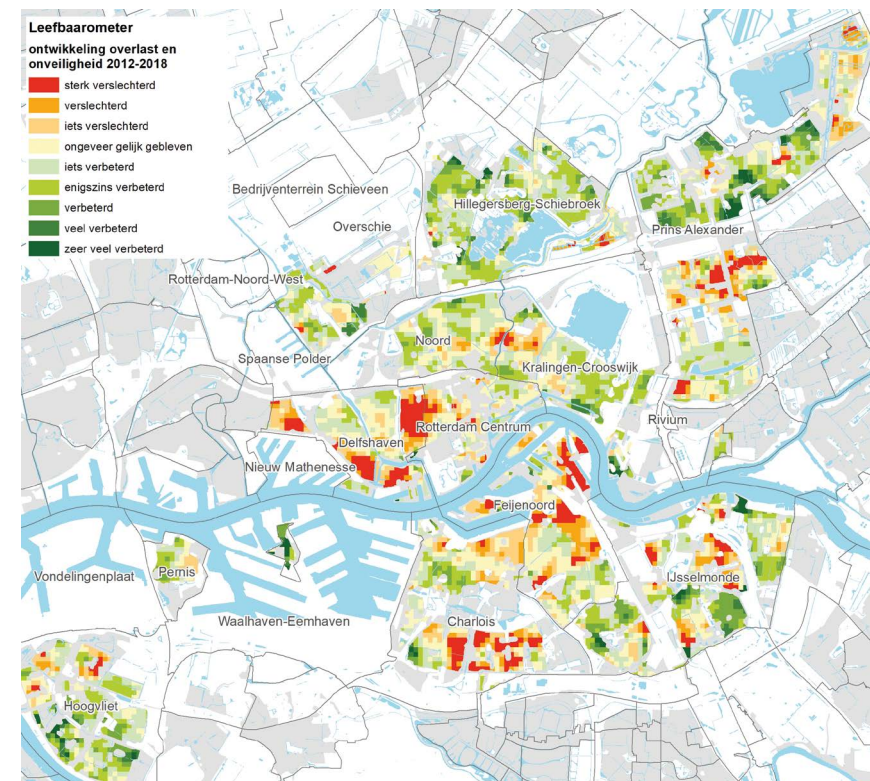 Leefbaarometer
ontwikkeling overlast en
onveiligheid 2012-2018
sterk verslechterd
verslechterd
iets verslechterd
ongeveer gelijk gebleven
iets verbeterd
enigszins verbeterd
verbeterd
veel verbeterd
zeer veel verbeterd
Bedrijventerrein Schieveen
Hillegersberg-Schiebroek
Overschie
Prins Alexander
Rotterdam-Noord-West
Noord
Spaanse Polder
Kralingen-Crooswijk
Rivium
Rotterdam Centrum
Delfshaven
Nieuw Mathenesse
Feijenoord
Vondelingenplaat
Pernis
IJsselmonde
Waalhaven-Eemhaven
Charlois
Hoogvliet